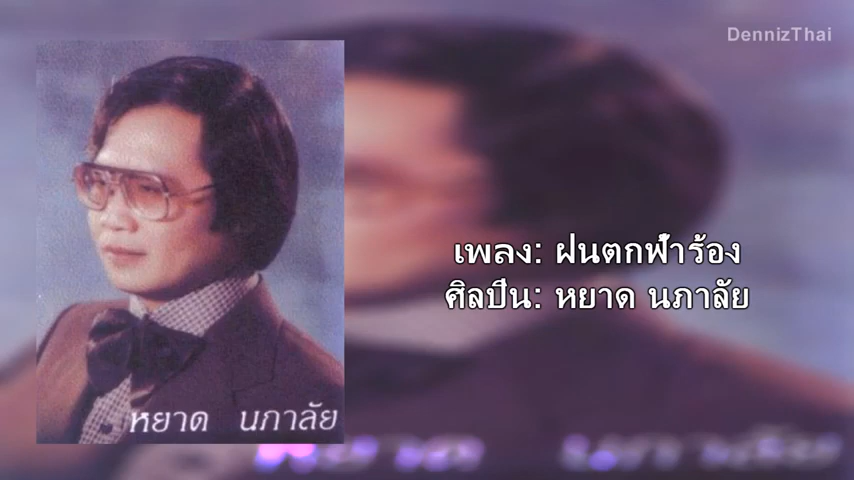 DennizThai
เพลง: ฝนตกฟ้าร้อง
ศิลปิน: หยาด นภาลัย
หยาด นภาลัย